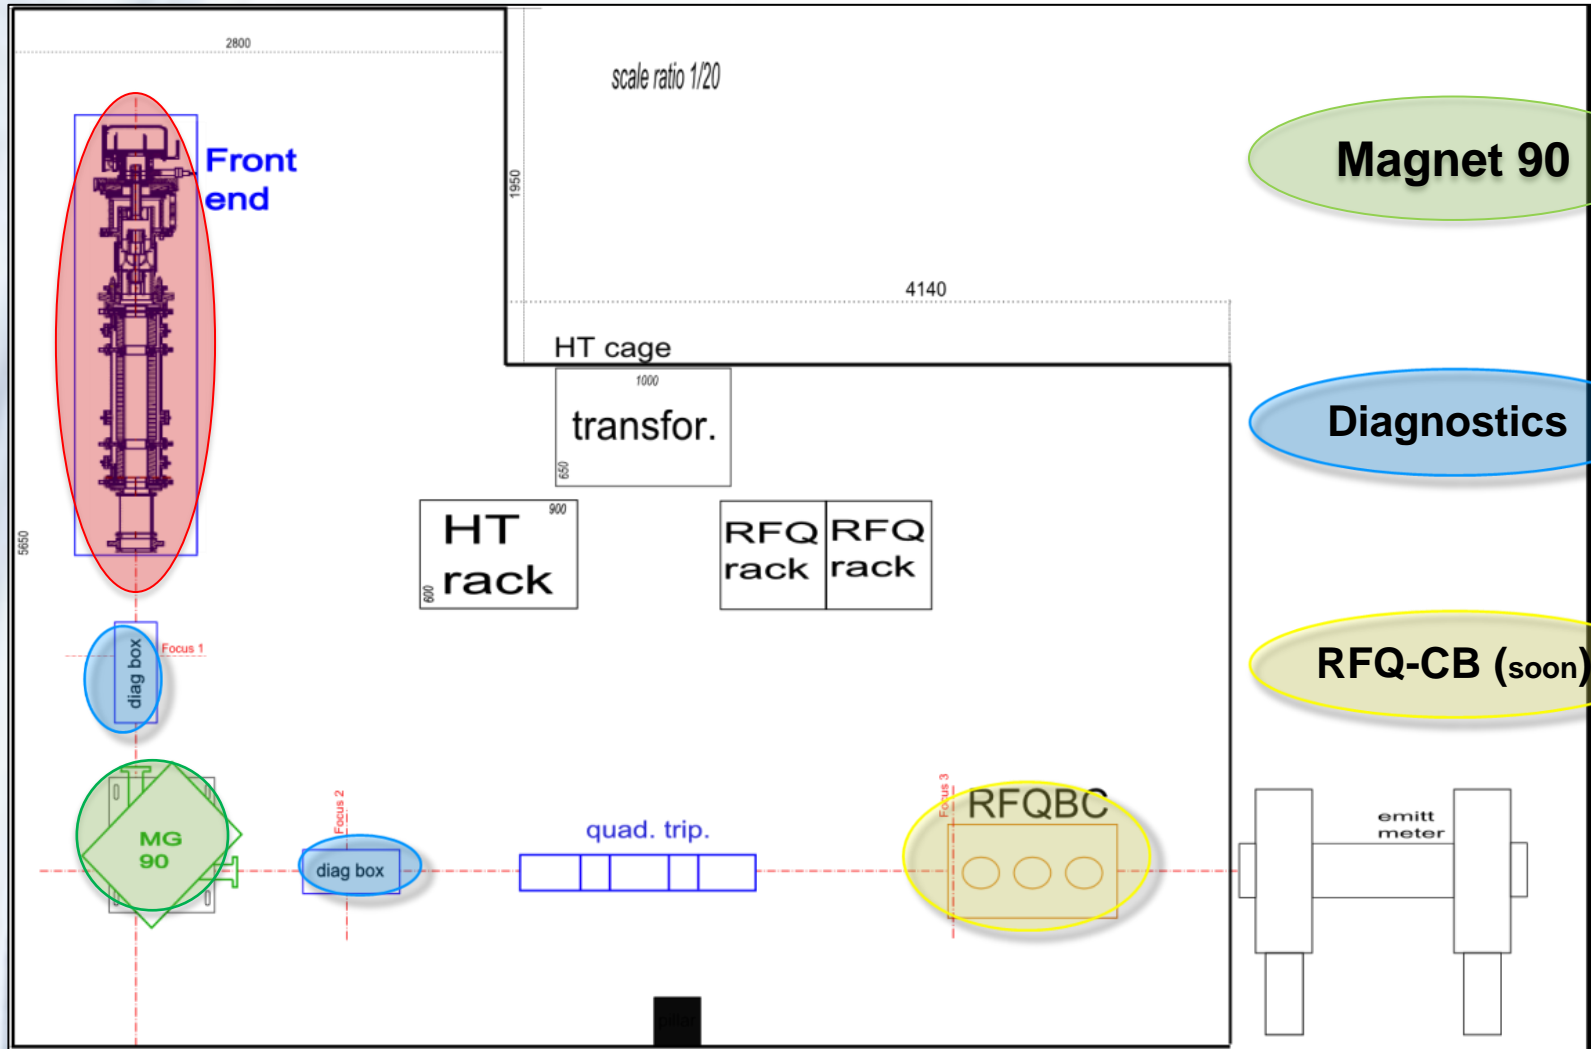 2800
scale ratio 1/20
Front
end
1950
Magnet 90
4140
HT cage
1000
transfor.
650
Diagnostics
5650
HT
rack
900
600
RFQ
rack
RFQ
rack
diag box
Focus 1
RFQ-CB (soon)
MG
90
Focus 2
diag box
quad. trip.
Focus 3
RFQBC
emitt
meter
pillar